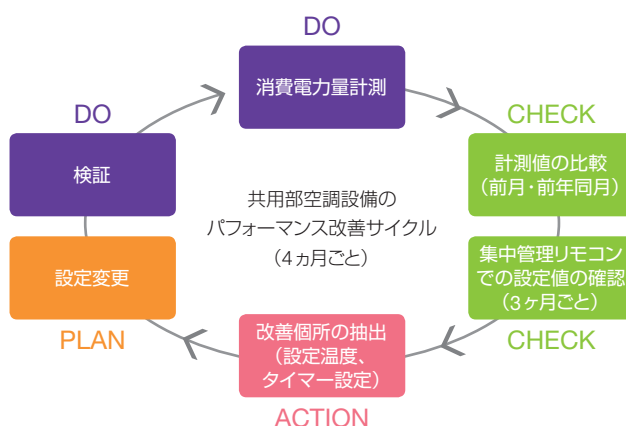 DO
消費電力量計測
CHECK
計測値の比較
（前月・前年同月）
集中管理リモコン
での設定値の確認
（3ヶ月ごと）
CHECK
改善個所の抽出
（設定温度、
タイマー設定）
ACTION
設定変更
PLAN
DO
検証
共用部空調設備の
パフォーマンス改善サイクル
（4ヵ月ごと）